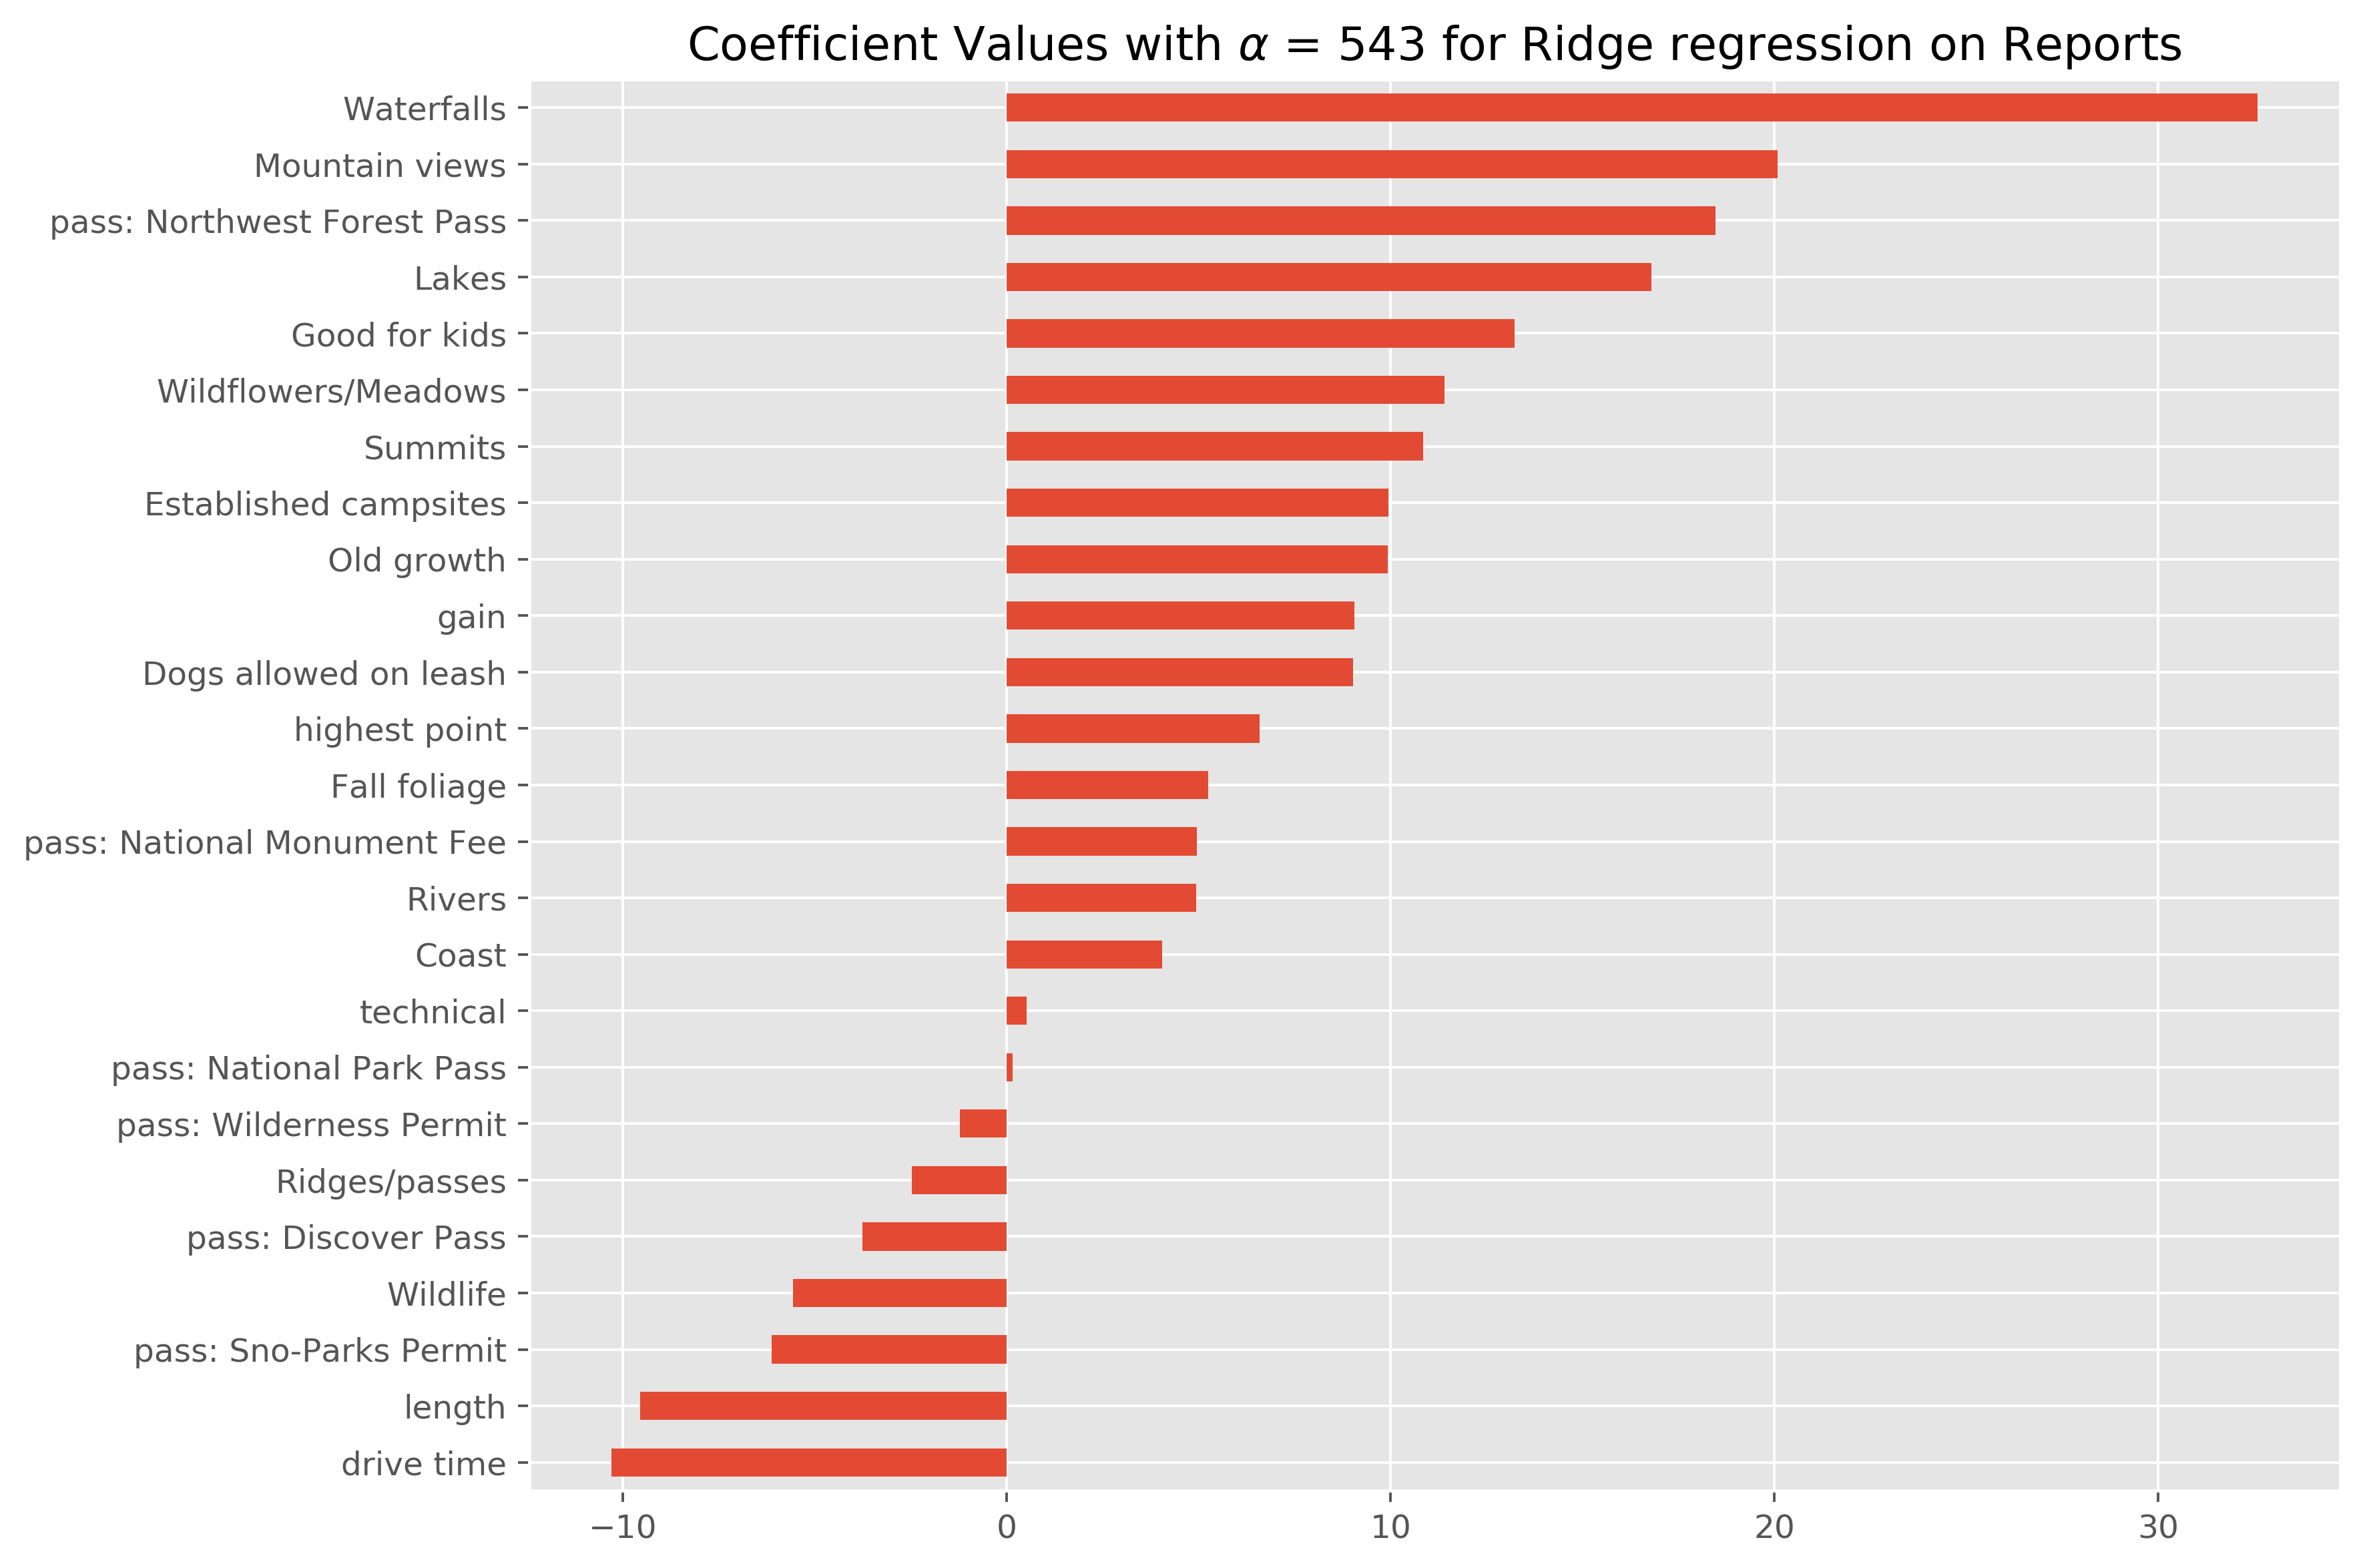 Coefficient Values with α = 543 for Ridge regression on Reports
Waterfalls
Mountain views
pass: Northwest Forest Pass
Lakes
Good for kids
Wildflowers/Meadows
Summits
Established campsites
Old growth
gain
Dogs allowed on leash
highest point
Fall foliage
pass: National Monument Fee
Rivers
Coast
technical
pass: National Park Pass
pass: Wilderness Permit
Ridges/passes
pass: Discover Pass
Wildlife
pass: Sno-Parks Permit
length
drive time
−10 0 10 20 30